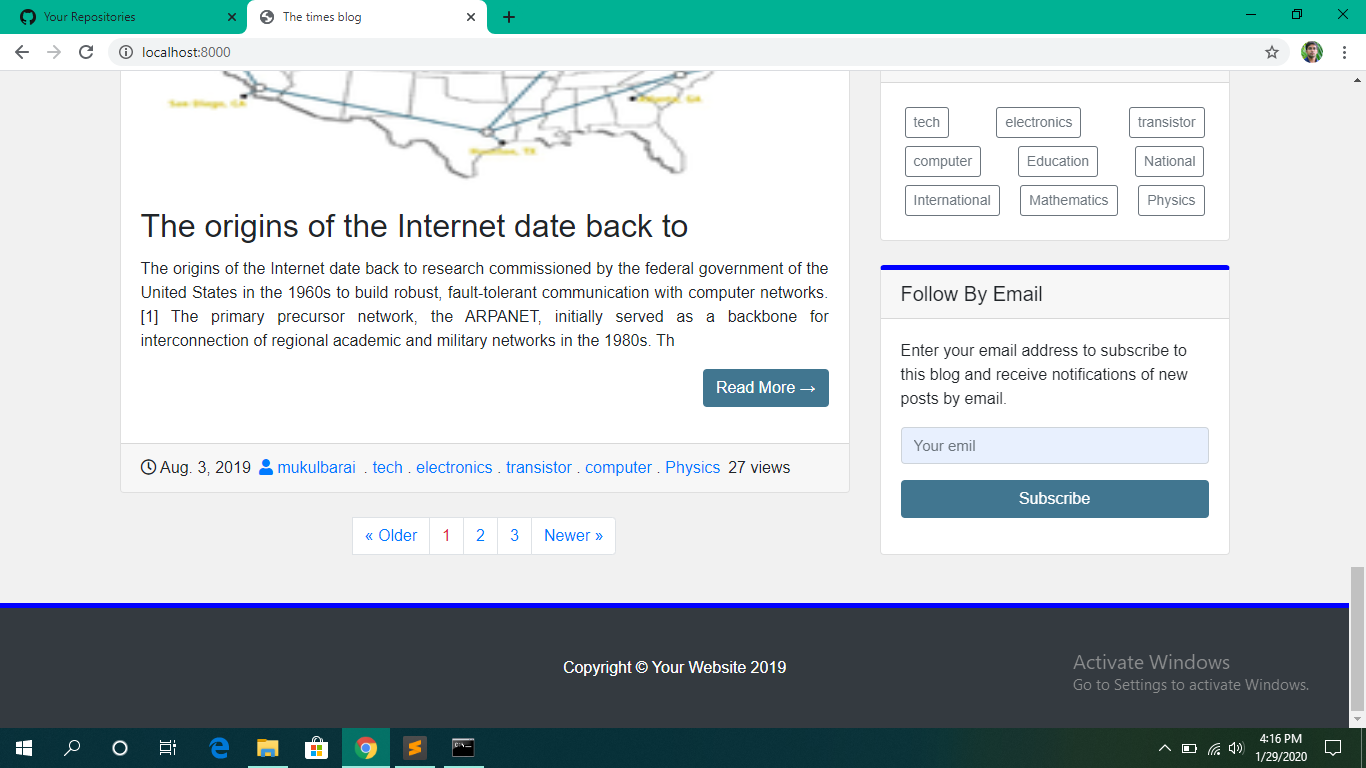 Your Repositories
The times blog
localhost:8000
San Diego, CA
Atlanta, GA
Houston, TX
The origins of the Internet date back to
The origins of the Internet date back to research commissioned by the federal government of the
United States in the 1960s to build robust, fault-tolerant communication with computer networks.
[1] The primary precursor network, the ARPANET, initially served as a backbone for
interconnection of regional academic and military networks in the 1980s. Th
Read More →
Aug. 3, 2019 mukulbarai . tech . electronics . transistor . computer . Physics 27 views
« Older 1 2 3 Newer »
tech electronics transistor
computer Education National
International Mathematics Physics
Follow By Email
Enter your email address to subscribe to
this blog and receive notifications of new
posts by email.
Your emil
Subscribe
Copyright © Your Website 2019
Activate Windows
Go to Settings to activate Windows.
4:16 PM
1/29/2020